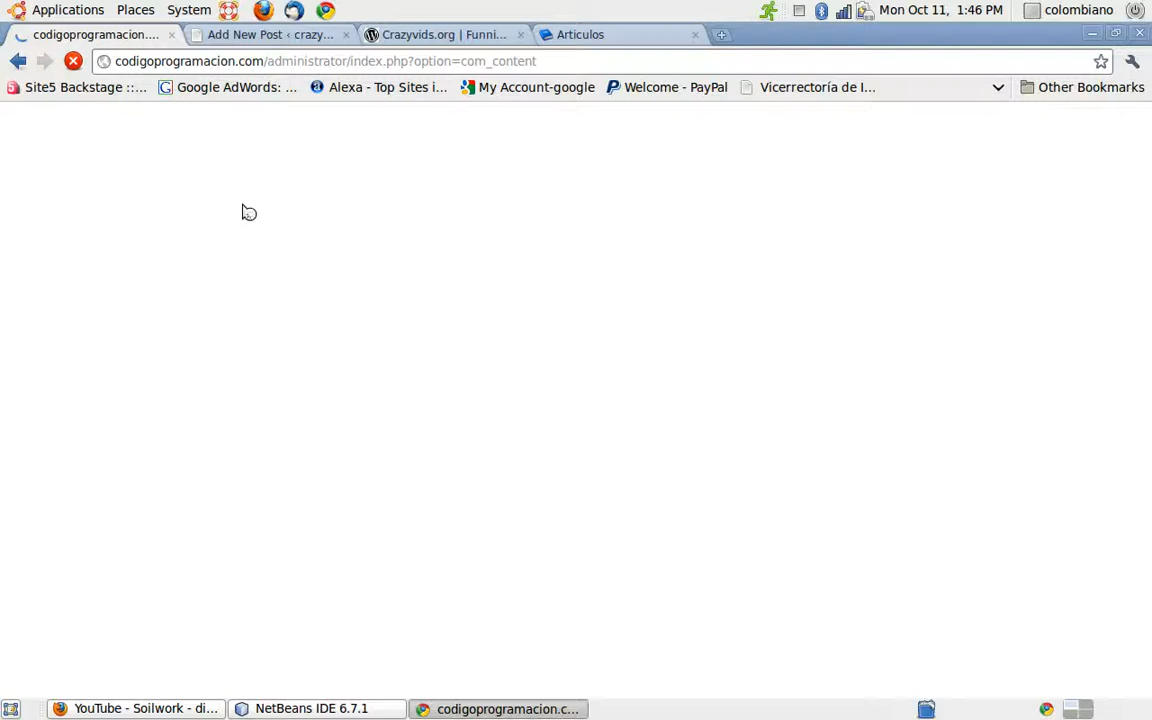 Applications Places System Mon Oct 11, 1:46 PM colombiano
codigoprogramacion.... Add New Post ‹ crazy... Crazyvids.org | Funni... Articulos
codigoprogramacion.com/administrator/index.php?option=com_content
Site5 Backstage ::... Google AdWords: ... Alexa - Top Sites i... My Account-google Welcome - PayPal Vicerrectoría de I... Other Bookmarks
YouTube - Soilwork - di... NetBeans IDE 6.7.1 codigoprogramacion.c...